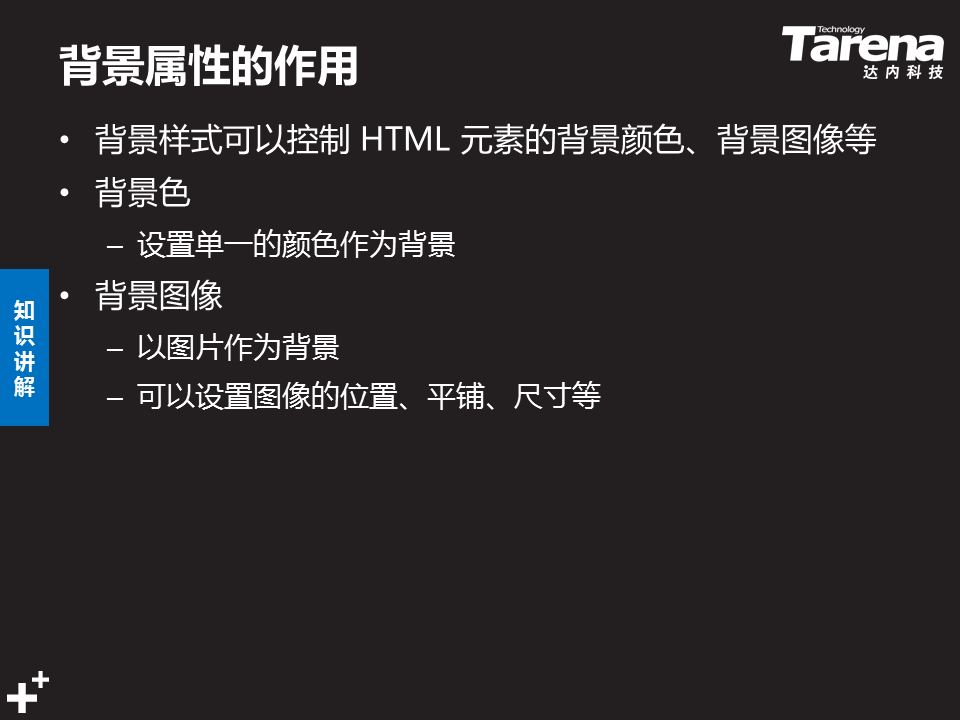 背景属性的作用
Technology
Tarena
达内科技
• 背景样式可以控制 HTML 元素的背景颜色、背景图像等
• 背景色
– 设置单一的颜色作为背景
• 背景图像
– 以图片作为背景
– 可以设置图像的位置、平铺、尺寸等
知识讲解